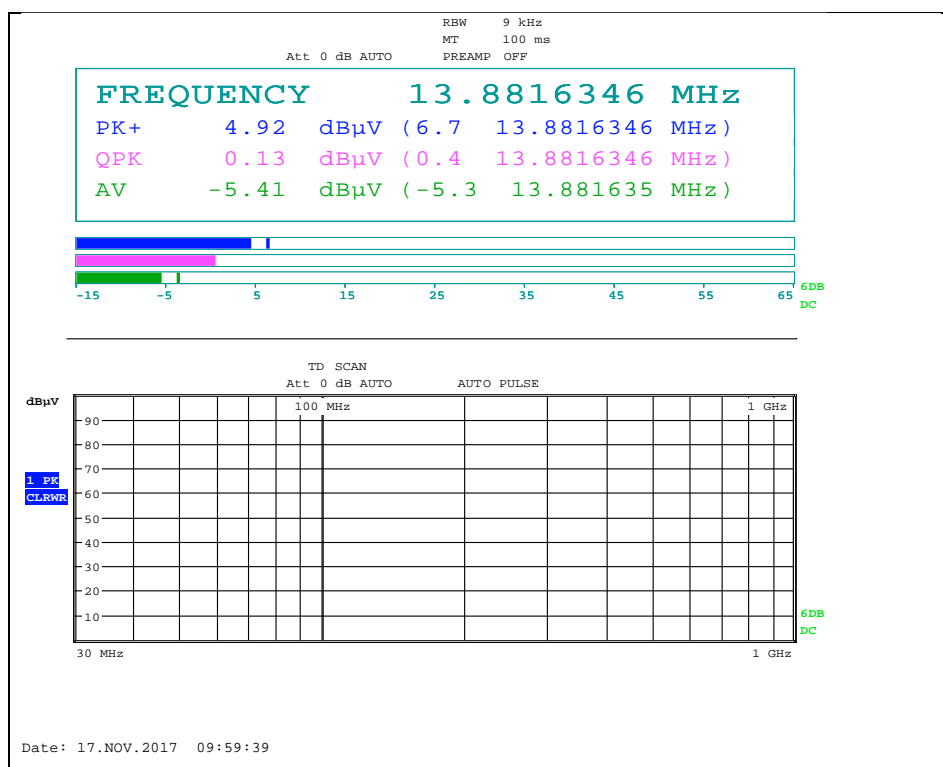 RBW 9 kHz
MT 100 ms
Att 0 dB AUTO PREAMP OFF
FREQUENCY 13.8816346 MHz
PK+ 4.92 dBµV (6.7 13.8816346 MHz)
QPK 0.13 dBµV (0.4 13.8816346 MHz)
AV -5.41 dBµV (-5.3 13.881635 MHz)
-15 -5 5 15 25 35 45 55 65
6DB
DC
TD SCAN
Att 0 dB AUTO AUTO PULSE
dBµV
100 MHz 1 GHz
90
80
70
1 PK
CLRWR
60
50
40
30
20
10
6DB
DC
30 MHz 1 GHz
Date: 17.NOV.2017 09:59:39